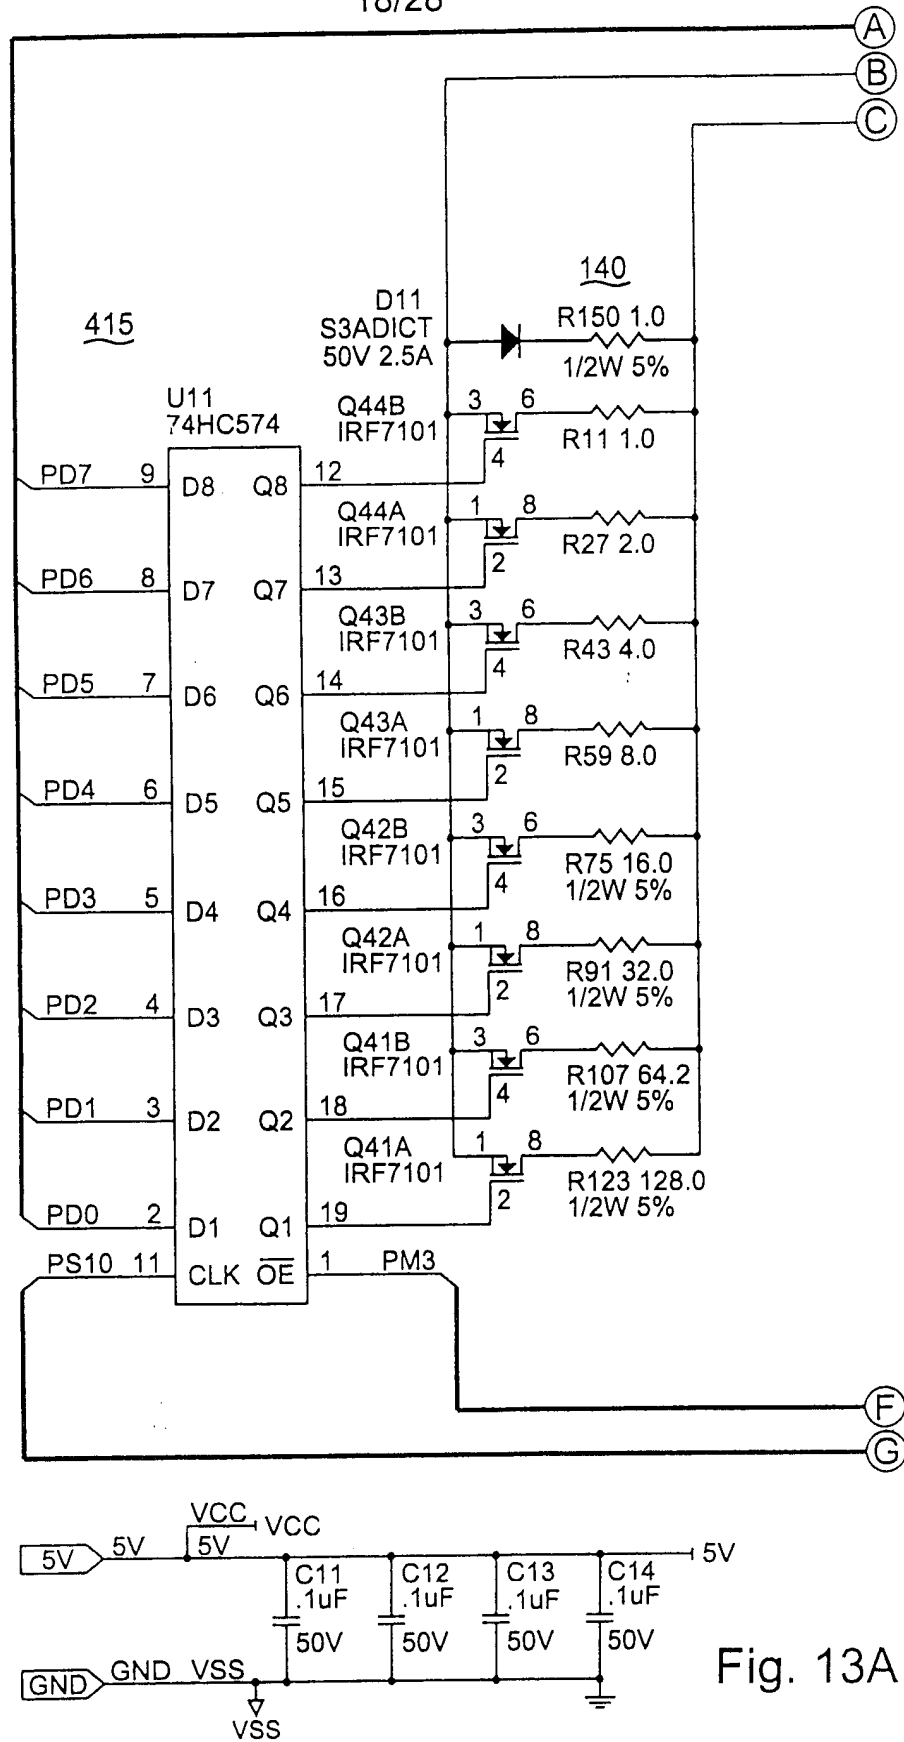 18/28
A
B
C
140
D11
S3ADICT
50V 2.5A
R150 1.0
1/2W 5%
415
U11
74HC574
Q44B
IRF7101
3 6
4
R11 1.0
PD7 9 D8 Q8 12
Q44A
IRF7101
1 8
2
R27 2.0
PD6 8 D7 Q7 13
Q43B
IRF7101
3 6
4
R43 4.0
PD5 7 D6 Q6 14
Q43A
IRF7101
1 8
2
R59 8.0
PD4 6 D5 Q5 15
Q42B
IRF7101
3 6
4
R75 16.0
1/2W 5%
PD3 5 D4 Q4 16
Q42A
IRF7101
1 8
2
R91 32.0
1/2W 5%
PD2 4 D3 Q3 17
Q41B
IRF7101
3 6
4
R107 64.2
1/2W 5%
PD1 3 D2 Q2 18
Q41A
IRF7101
1 8
2
R123 128.0
1/2W 5%
PD0 2 D1 Q1 19
PS10 11 CLK OE 1 PM3
F
G
VCC VCC
5V 5V 5V 5V
C11
.1uF
50V
C12
.1uF
50V
C13
.1uF
50V
C14
.1uF
50V
GND GND VSS
VSS
Fig. 13A